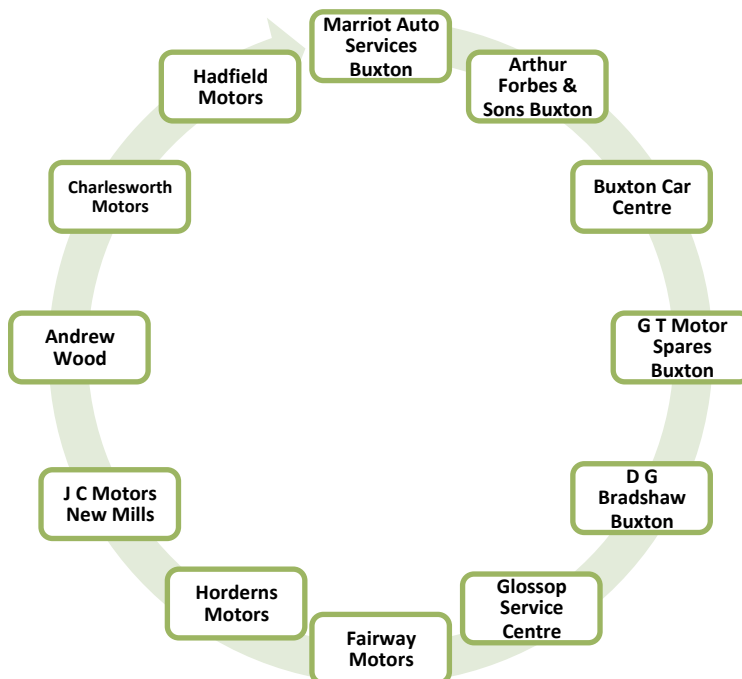 Marriot Auto
Services
Buxton
Arthur
Forbes &
Sons Buxton
Buxton Car
Centre
G T Motor
Spares
Buxton
D G
Bradshaw
Buxton
Glossop
Service
Centre
Fairway
Motors
Horderns
Motors
J C Motors
New Mills
Andrew
Wood
Charlesworth
Motors
Hadfield
Motors